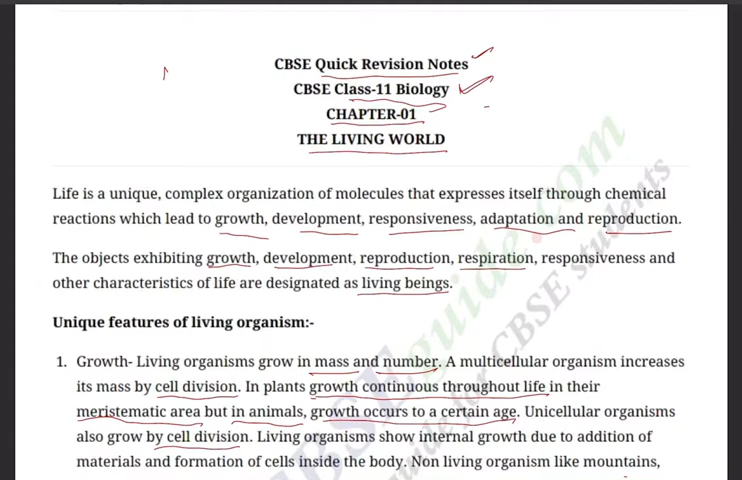 CBSE Quick Revision Notes
CBSE Class-11 Biology
CHAPTER-01
THE LIVING WORLD
Life is a unique, complex organization of molecules that expresses itself through chemical
reactions which lead to growth, development, responsiveness, adaptation and reproduction.
The objects exhibiting growth, development, reproduction, respiration, responsiveness and
other characteristics of life are designated as living beings.
Unique features of living organism:-
1. Growth- Living organisms grow in mass and number. A multicellular organism increases
its mass by cell division. In plants growth continuous throughout life in their
meristematic area but in animals, growth occurs to a certain age. Unicellular organisms
also grow by cell division. Living organisms show internal growth due to addition of
materials and formation of cells inside the body. Non living organism like mountains,